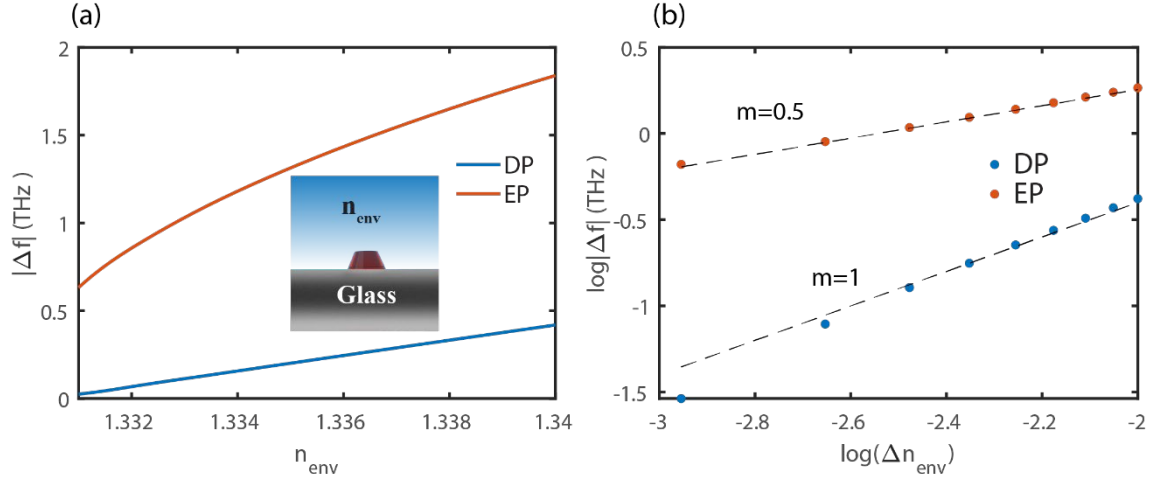 (a)
2
1.5
1
0.5
0
|Δf| (THz)
1.332
1.334
1.336
1.338
1.34
n_env
DP
EP
n_env
Glass
(b)
0.5
0
-0.5
-1
-1.5
log|Δf| (THz)
-3
-2.8
-2.6
-2.4
-2.2
-2
log(Δn_env)
m=0.5
DP
EP
m=1